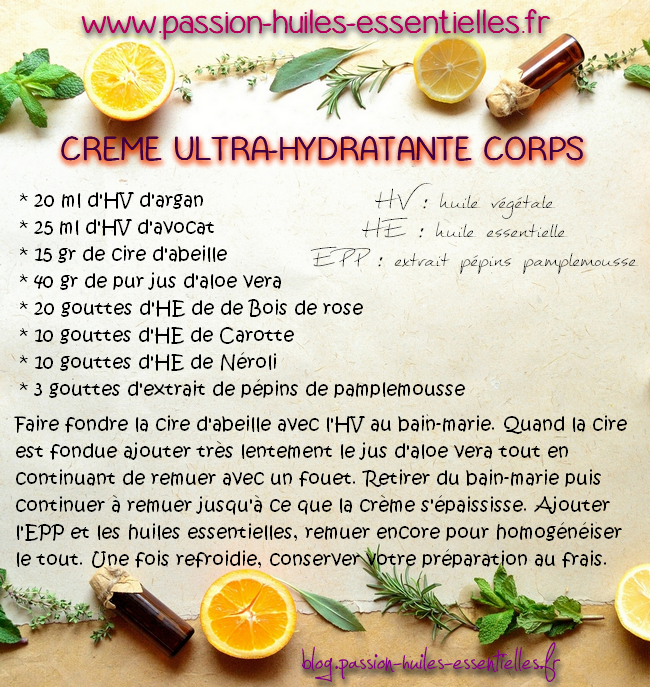 www.passion-huiles-essentielles.fr
CREME ULTRA-HYDRATANTE CORPS
* 20 ml d'HV d'argan
* 25 ml d'HV d'avocat
* 15 gr de cire d'abeille
* 40 gr de pur jus d'aloe vera
* 20 gouttes d'HE de de Bois de rose
* 10 gouttes d'HE de Carotte
* 10 gouttes d'HE de Néroli
* 3 gouttes d'extrait de pépins de pamplemousse
HV : huile végétale
HE : huile essentielle
EPP : extrait pépins pamplemousse
Faire fondre la cire d'abeille avec l'HV au bain-marie. Quand la cire
est fondue ajouter très lentement le jus d'aloe vera tout en
continuant de remuer avec un fouet. Retirer du bain-marie puis
continuer à remuer jusqu'à ce que la crème s'épaississe. Ajouter
l'EPP et les huiles essentielles, remuer encore pour homogénéiser
le tout. Une fois refroidie, conserver votre préparation au frais.
blog.passion-huiles-essentielles.fr